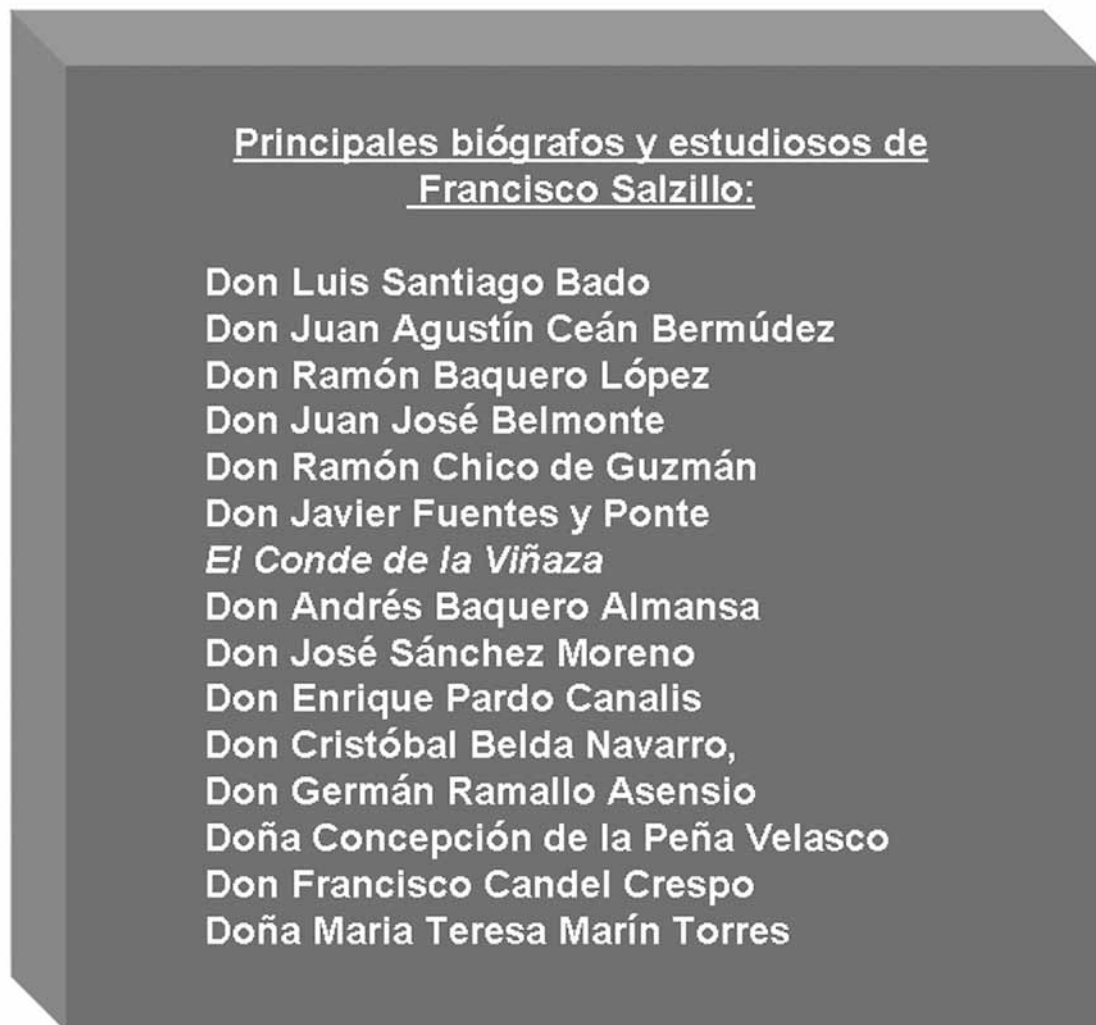 Principales biógrafos y estudiosos de
Francisco Salzillo:
Don Luis Santiago Bado
Don Juan Agustín Ceán Bermúdez
Don Ramón Baquero López
Don Juan José Belmonte
Don Ramón Chico de Guzmán
Don Javier Fuentes y Ponte
El Conde de la Viñaza
Don Andrés Baquero Almansa
Don José Sánchez Moreno
Don Enrique Pardo Canalis
Don Cristóbal Belda Navarro,
Don Germán Ramallo Asensio
Doña Concepción de la Peña Velasco
Don Francisco Candel Crespo
Doña Maria Teresa Marín Torres